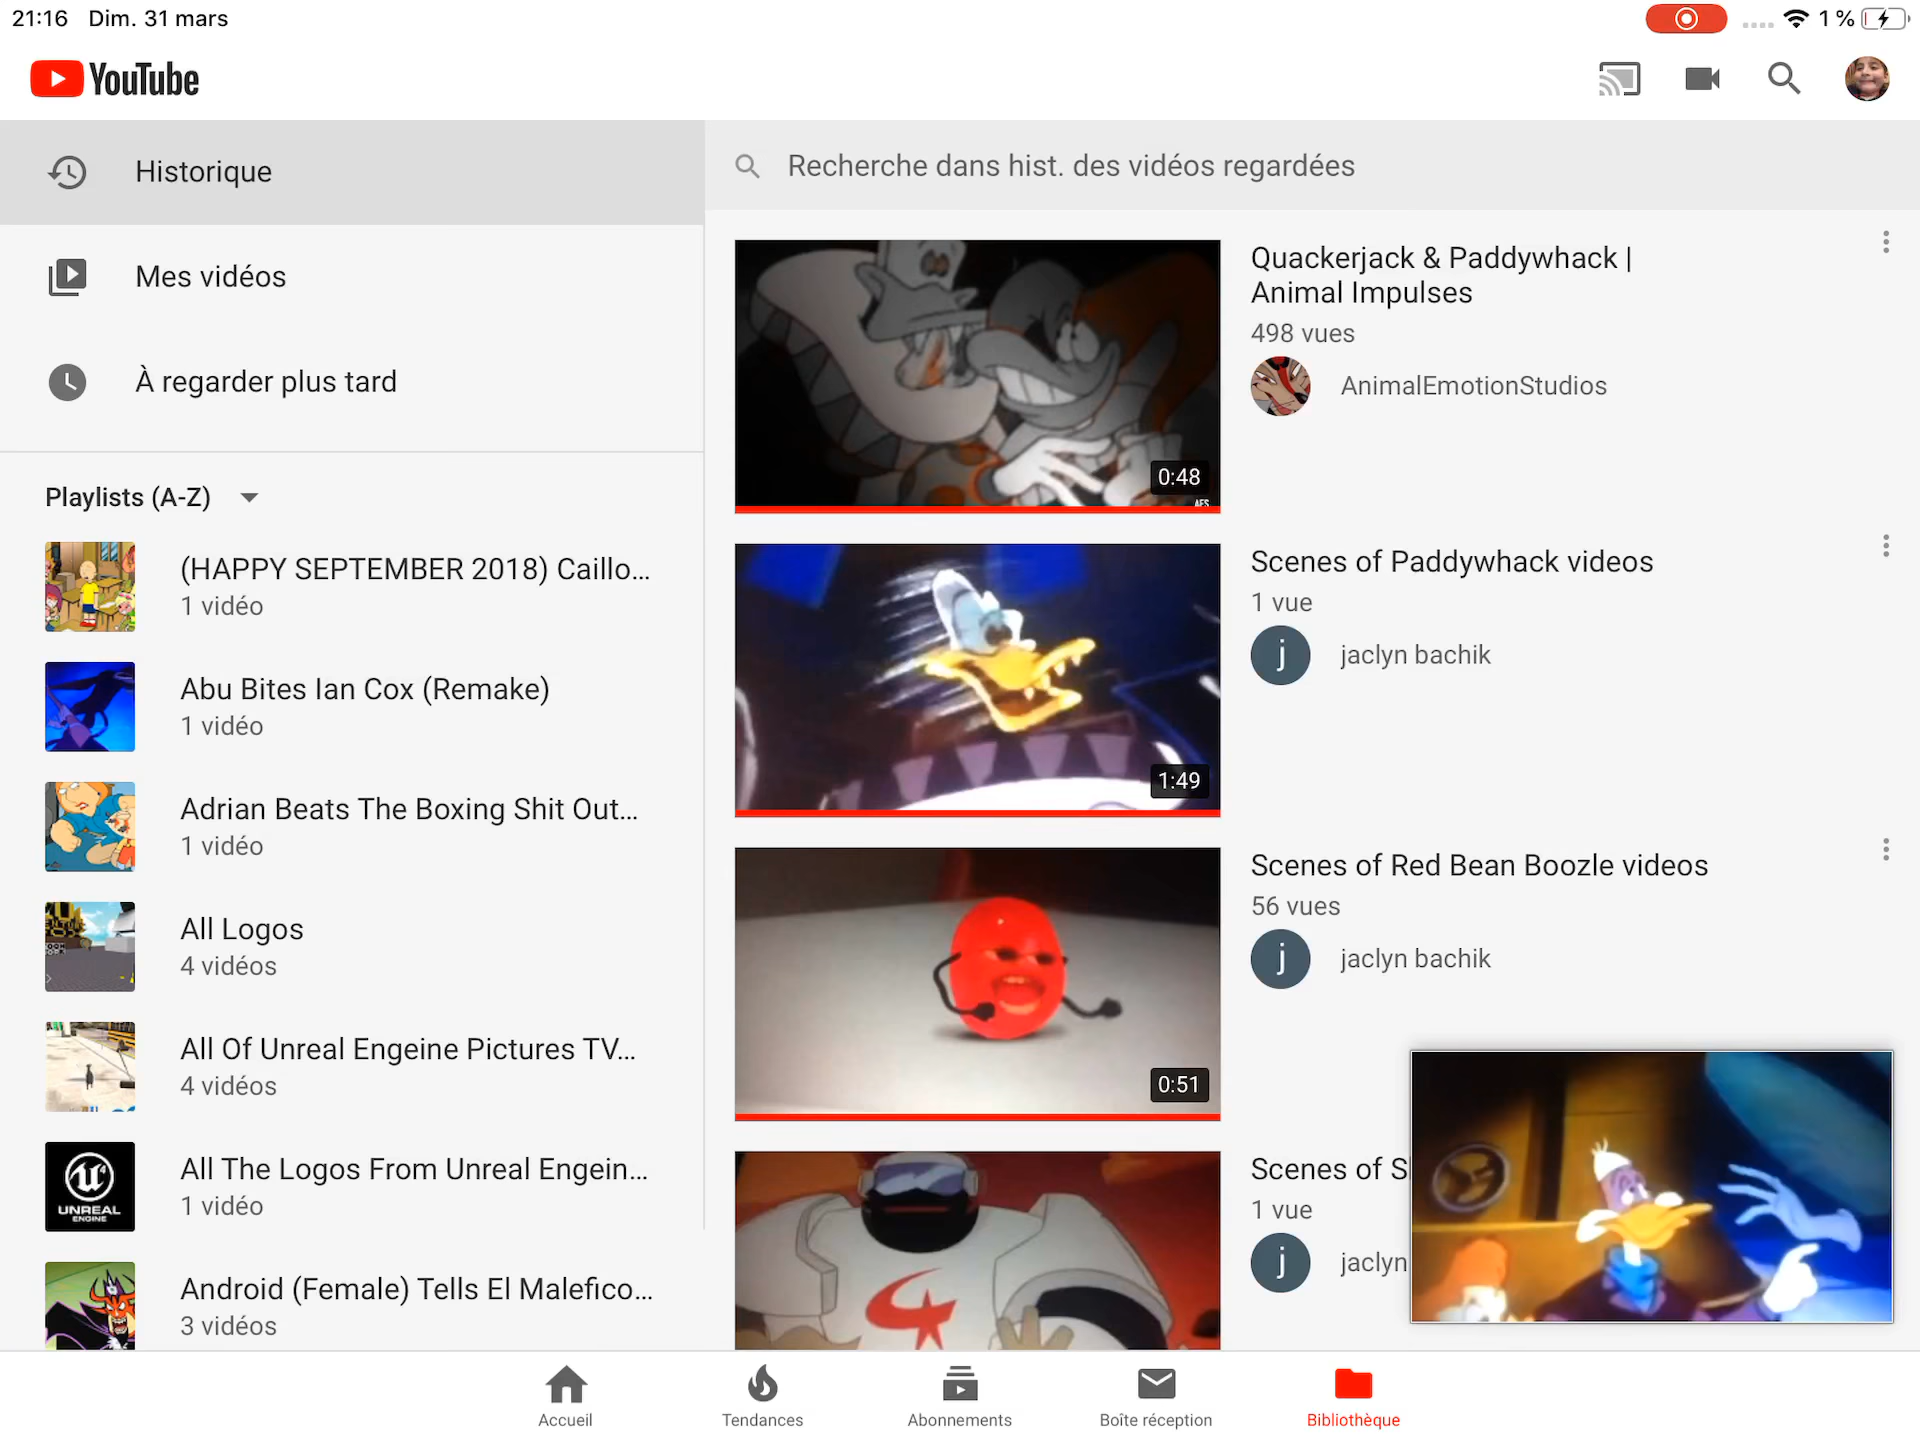 21:16 Dim. 31 mars
1 %
YouTube
Historique
Mes vidéos
À regarder plus tard
Playlists (A-Z)
(HAPPY SEPTEMBER 2018) Caillo...
1 vidéo
Abu Bites Ian Cox (Remake)
1 vidéo
Adrian Beats The Boxing Shit Out...
1 vidéo
All Logos
4 vidéos
All Of Unreal Engeine Pictures TV...
4 vidéos
UNREAL
ENGINE
All The Logos From Unreal Engein...
1 vidéo
Android (Female) Tells El Malefico...
3 vidéos
Recherche dans hist. des vidéos regardées
0:48
AES
Quackerjack & Paddywhack |
Animal Impulses
498 vues
AnimalEmotionStudios
1:49
Scenes of Paddywhack videos
1 vue
j jaclyn bachik
0:51
Scenes of Red Bean Boozle videos
56 vues
j jaclyn bachik
Scenes of S
1 vue
j jaclyn
Accueil
Tendances
Abonnements
Boîte réception
Bibliothèque